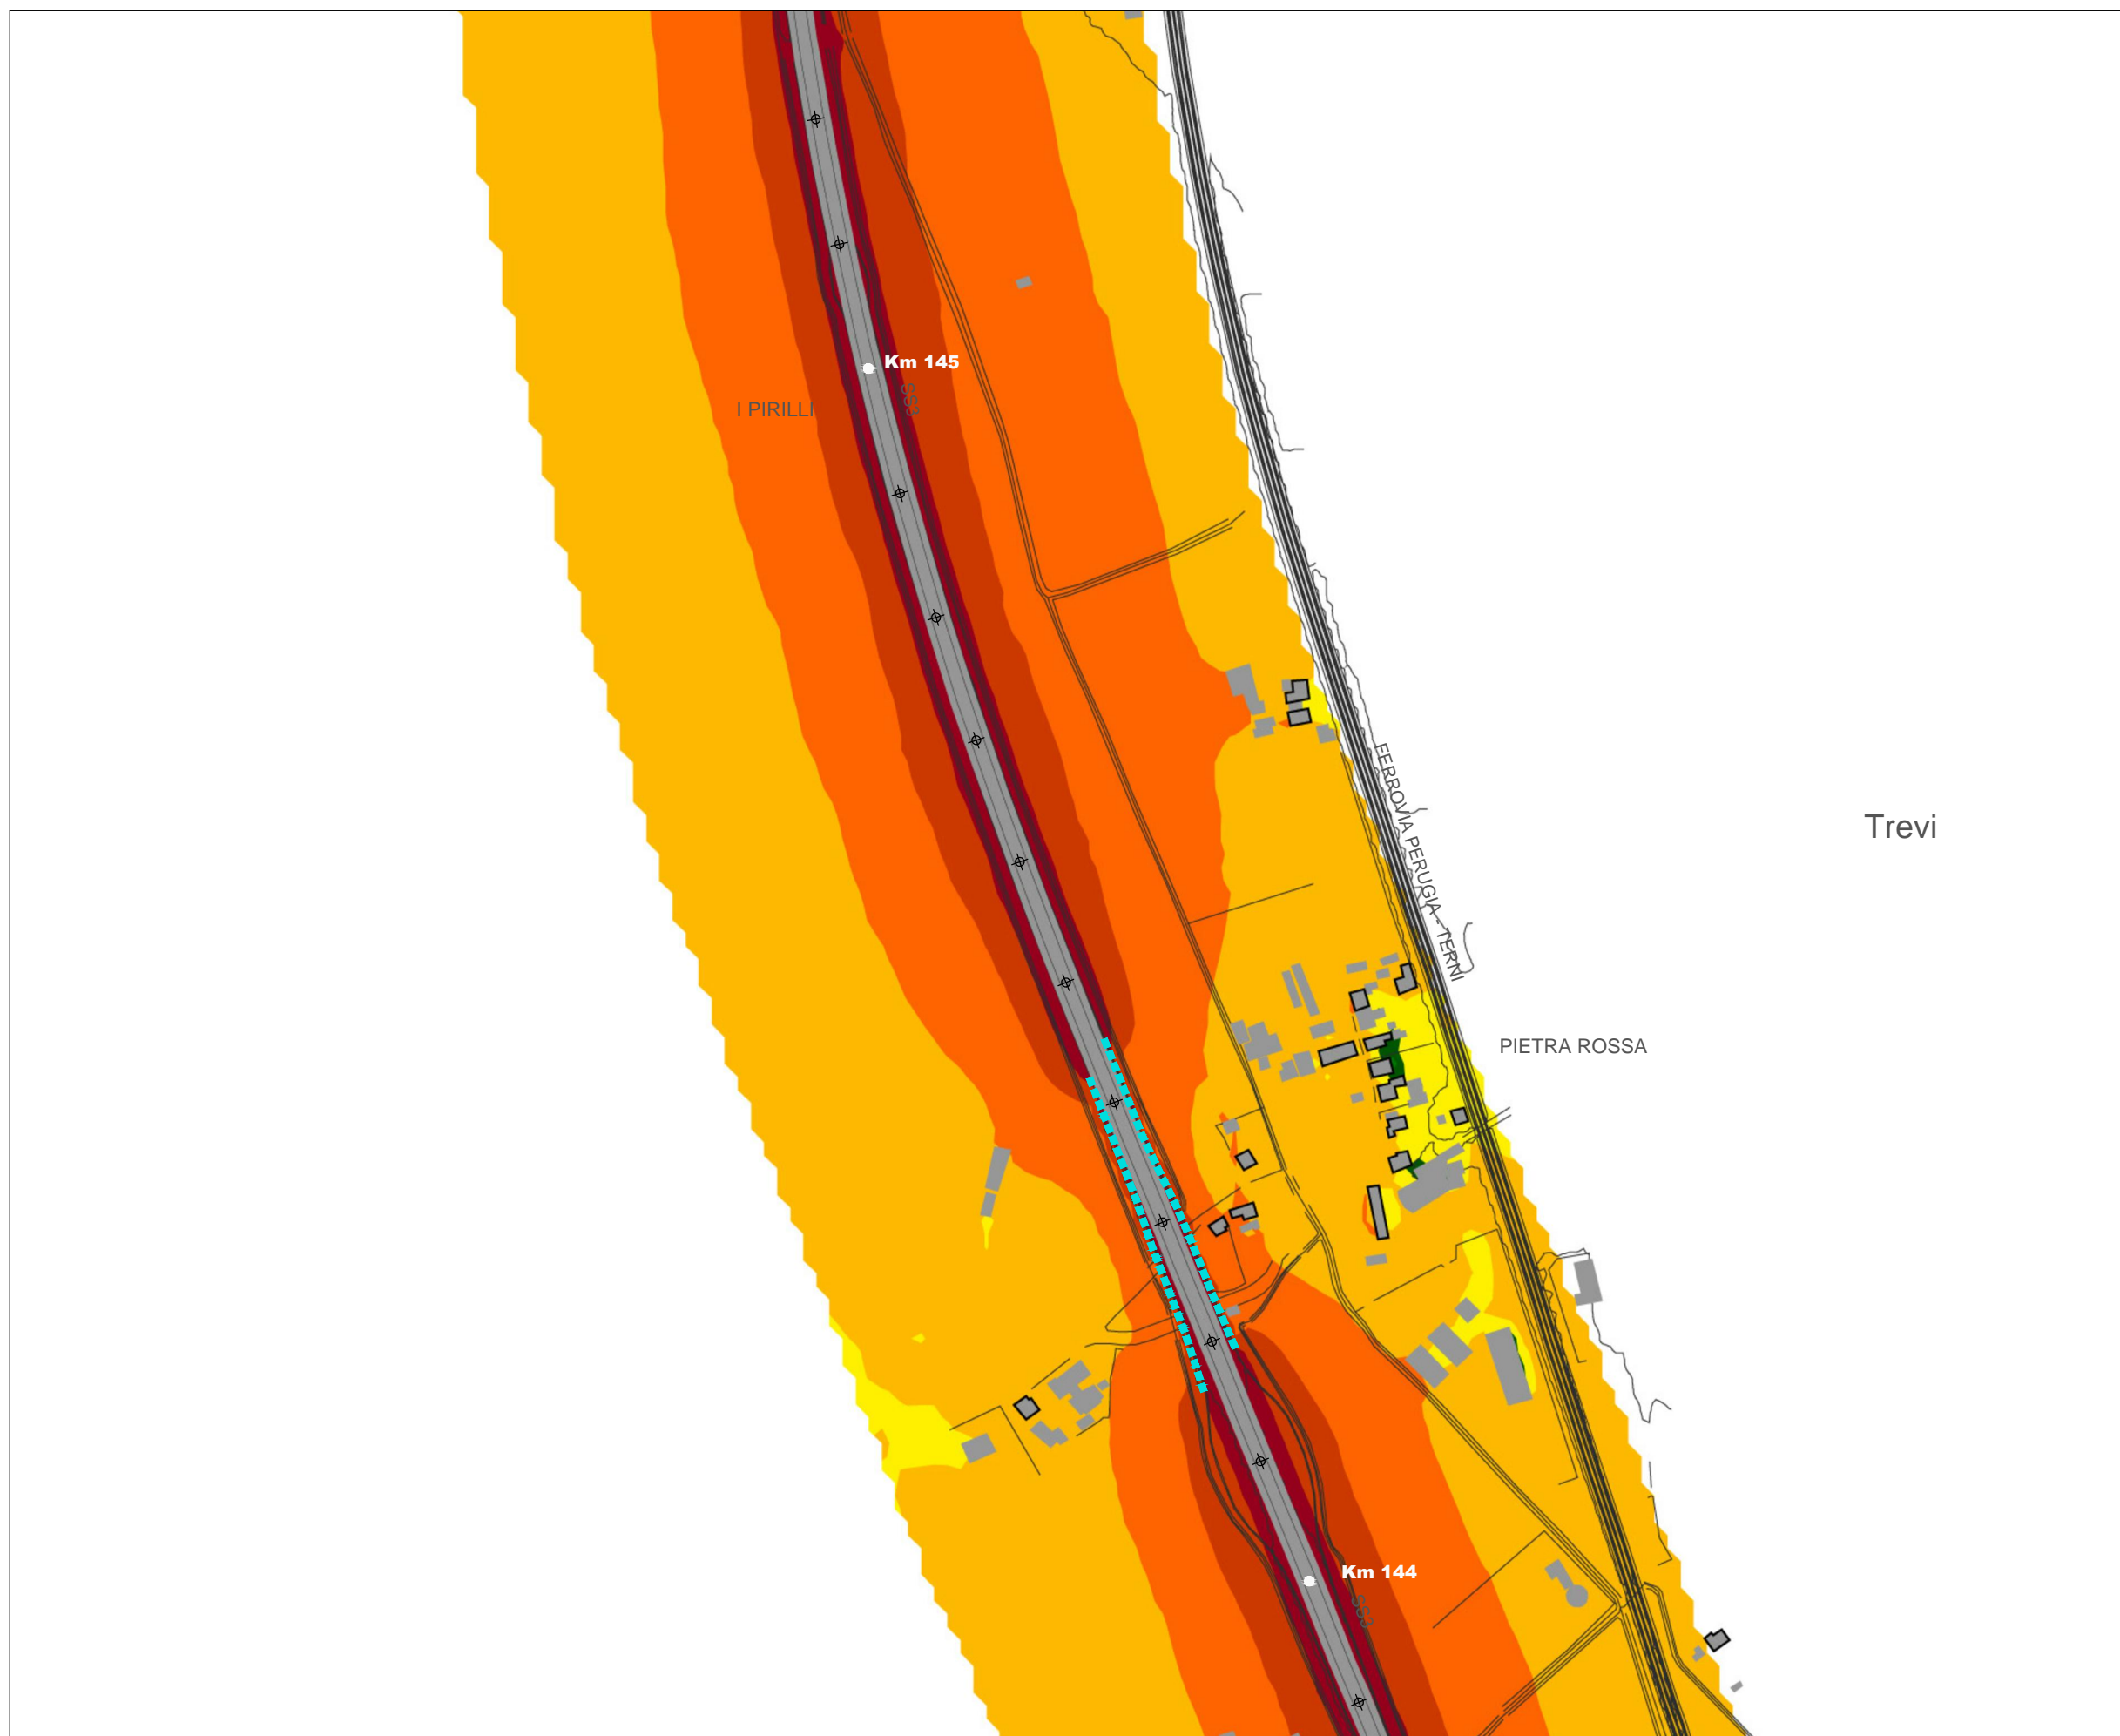 Km 145
SS3
I PIRILLI
FERROVIA PERUGIA - TERNI
Trevi
PIETRA ROSSA
Km 144
SS3